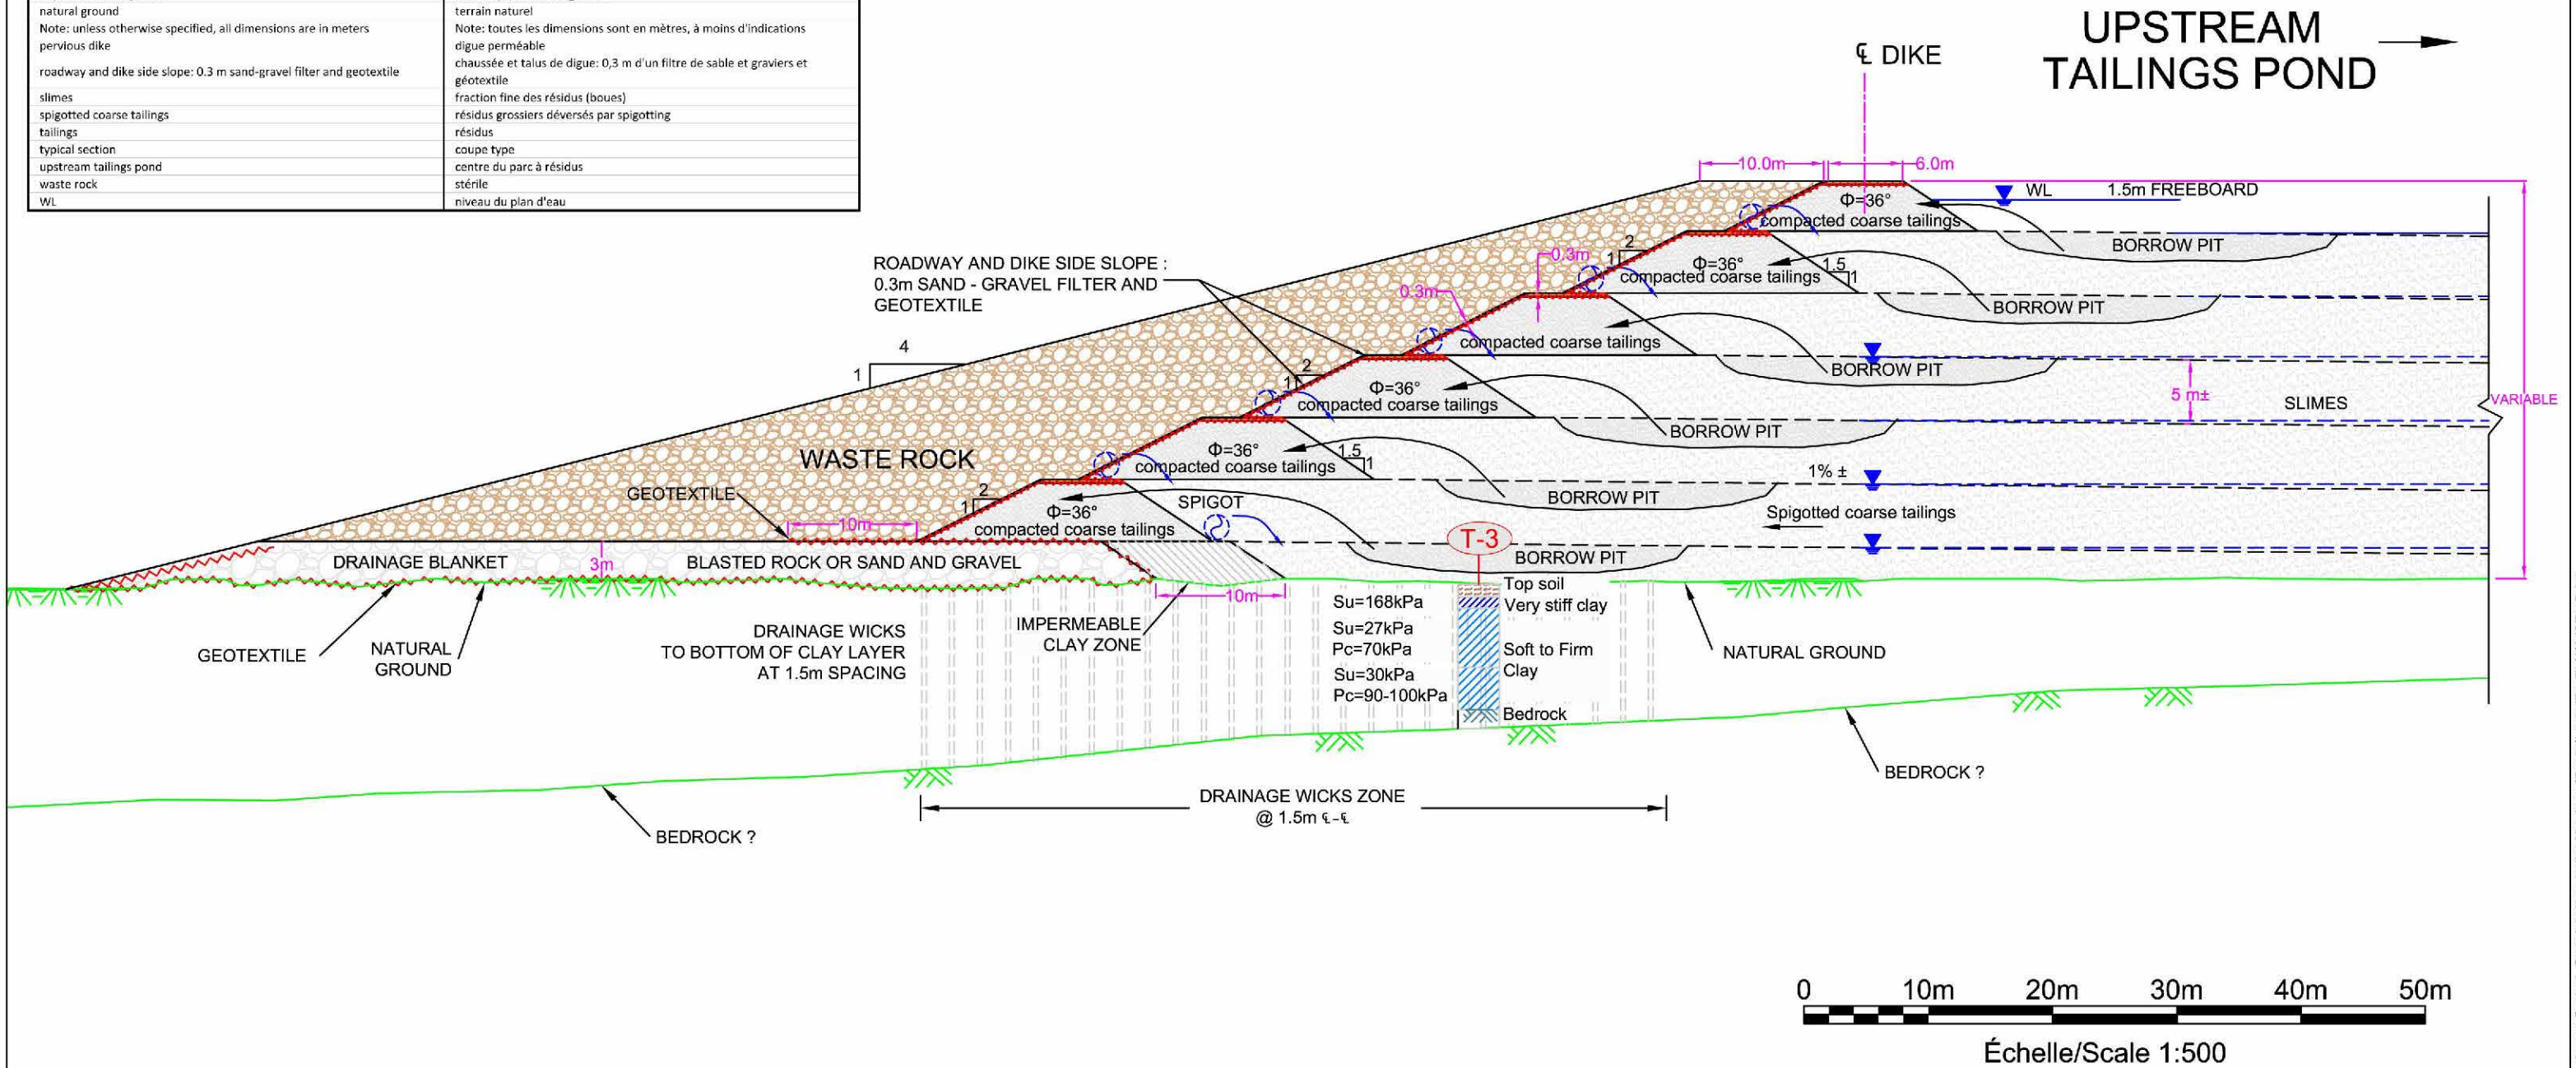 natural ground	terrain naturel
Note: unless otherwise specified, all dimensions are in meters	Note: toutes les dimensions sont en mètres, à moins d'indications
pervious dike	digue perméable
roadway and dike side slope: 0.3 m sand-gravel filter and geotextile	chaussée et talus de digue: 0,3 m d'un filtre de sable et graviers et
géotextile
slimes	fraction fine des résidus (boues)
spigotted coarse tailings	résidus grossiers déversés par spigotting
tailings	résidus
typical section	coupe type
upstream tailings pond	centre du parc à résidus
waste rock	stérile
WL	niveau du plan d'eau
UPSTREAM
TAILINGS POND
℄ DIKE
10.0m
6.0m
WL
1.5m FREEBOARD
Φ=36°
compacted coarse tailings
BORROW PIT
ROADWAY AND DIKE SIDE SLOPE :
0.3m SAND - GRAVEL FILTER AND
GEOTEXTILE
2
1
0.3m
Φ=36°
compacted coarse tailings
1.5
1
BORROW PIT
0.3m
compacted coarse tailings
BORROW PIT
4
1
2
1
Φ=36°
compacted coarse tailings
BORROW PIT
5 m±
SLIMES
VARIABLE
WASTE ROCK
Φ=36°
compacted coarse tailings
1.5
1
BORROW PIT
1% ±
GEOTEXTILE
2
1
SPIGOT
10m
Φ=36°
compacted coarse tailings
Spigotted coarse tailings
T-3
BORROW PIT
DRAINAGE BLANKET
3m
BLASTED ROCK OR SAND AND GRAVEL
10m
Top soil
Su=168kPa
Very stiff clay
Su=27kPa
Pc=70kPa
Soft to Firm
Clay
Su=30kPa
Pc=90-100kPa
Bedrock
GEOTEXTILE
NATURAL
GROUND
DRAINAGE WICKS
TO BOTTOM OF CLAY LAYER
AT 1.5m SPACING
IMPERMEABLE
CLAY ZONE
NATURAL GROUND
BEDROCK ?
DRAINAGE WICKS ZONE
@ 1.5m ℄-℄
BEDROCK ?
0 10m 20m 30m 40m 50m
Échelle/Scale 1:500